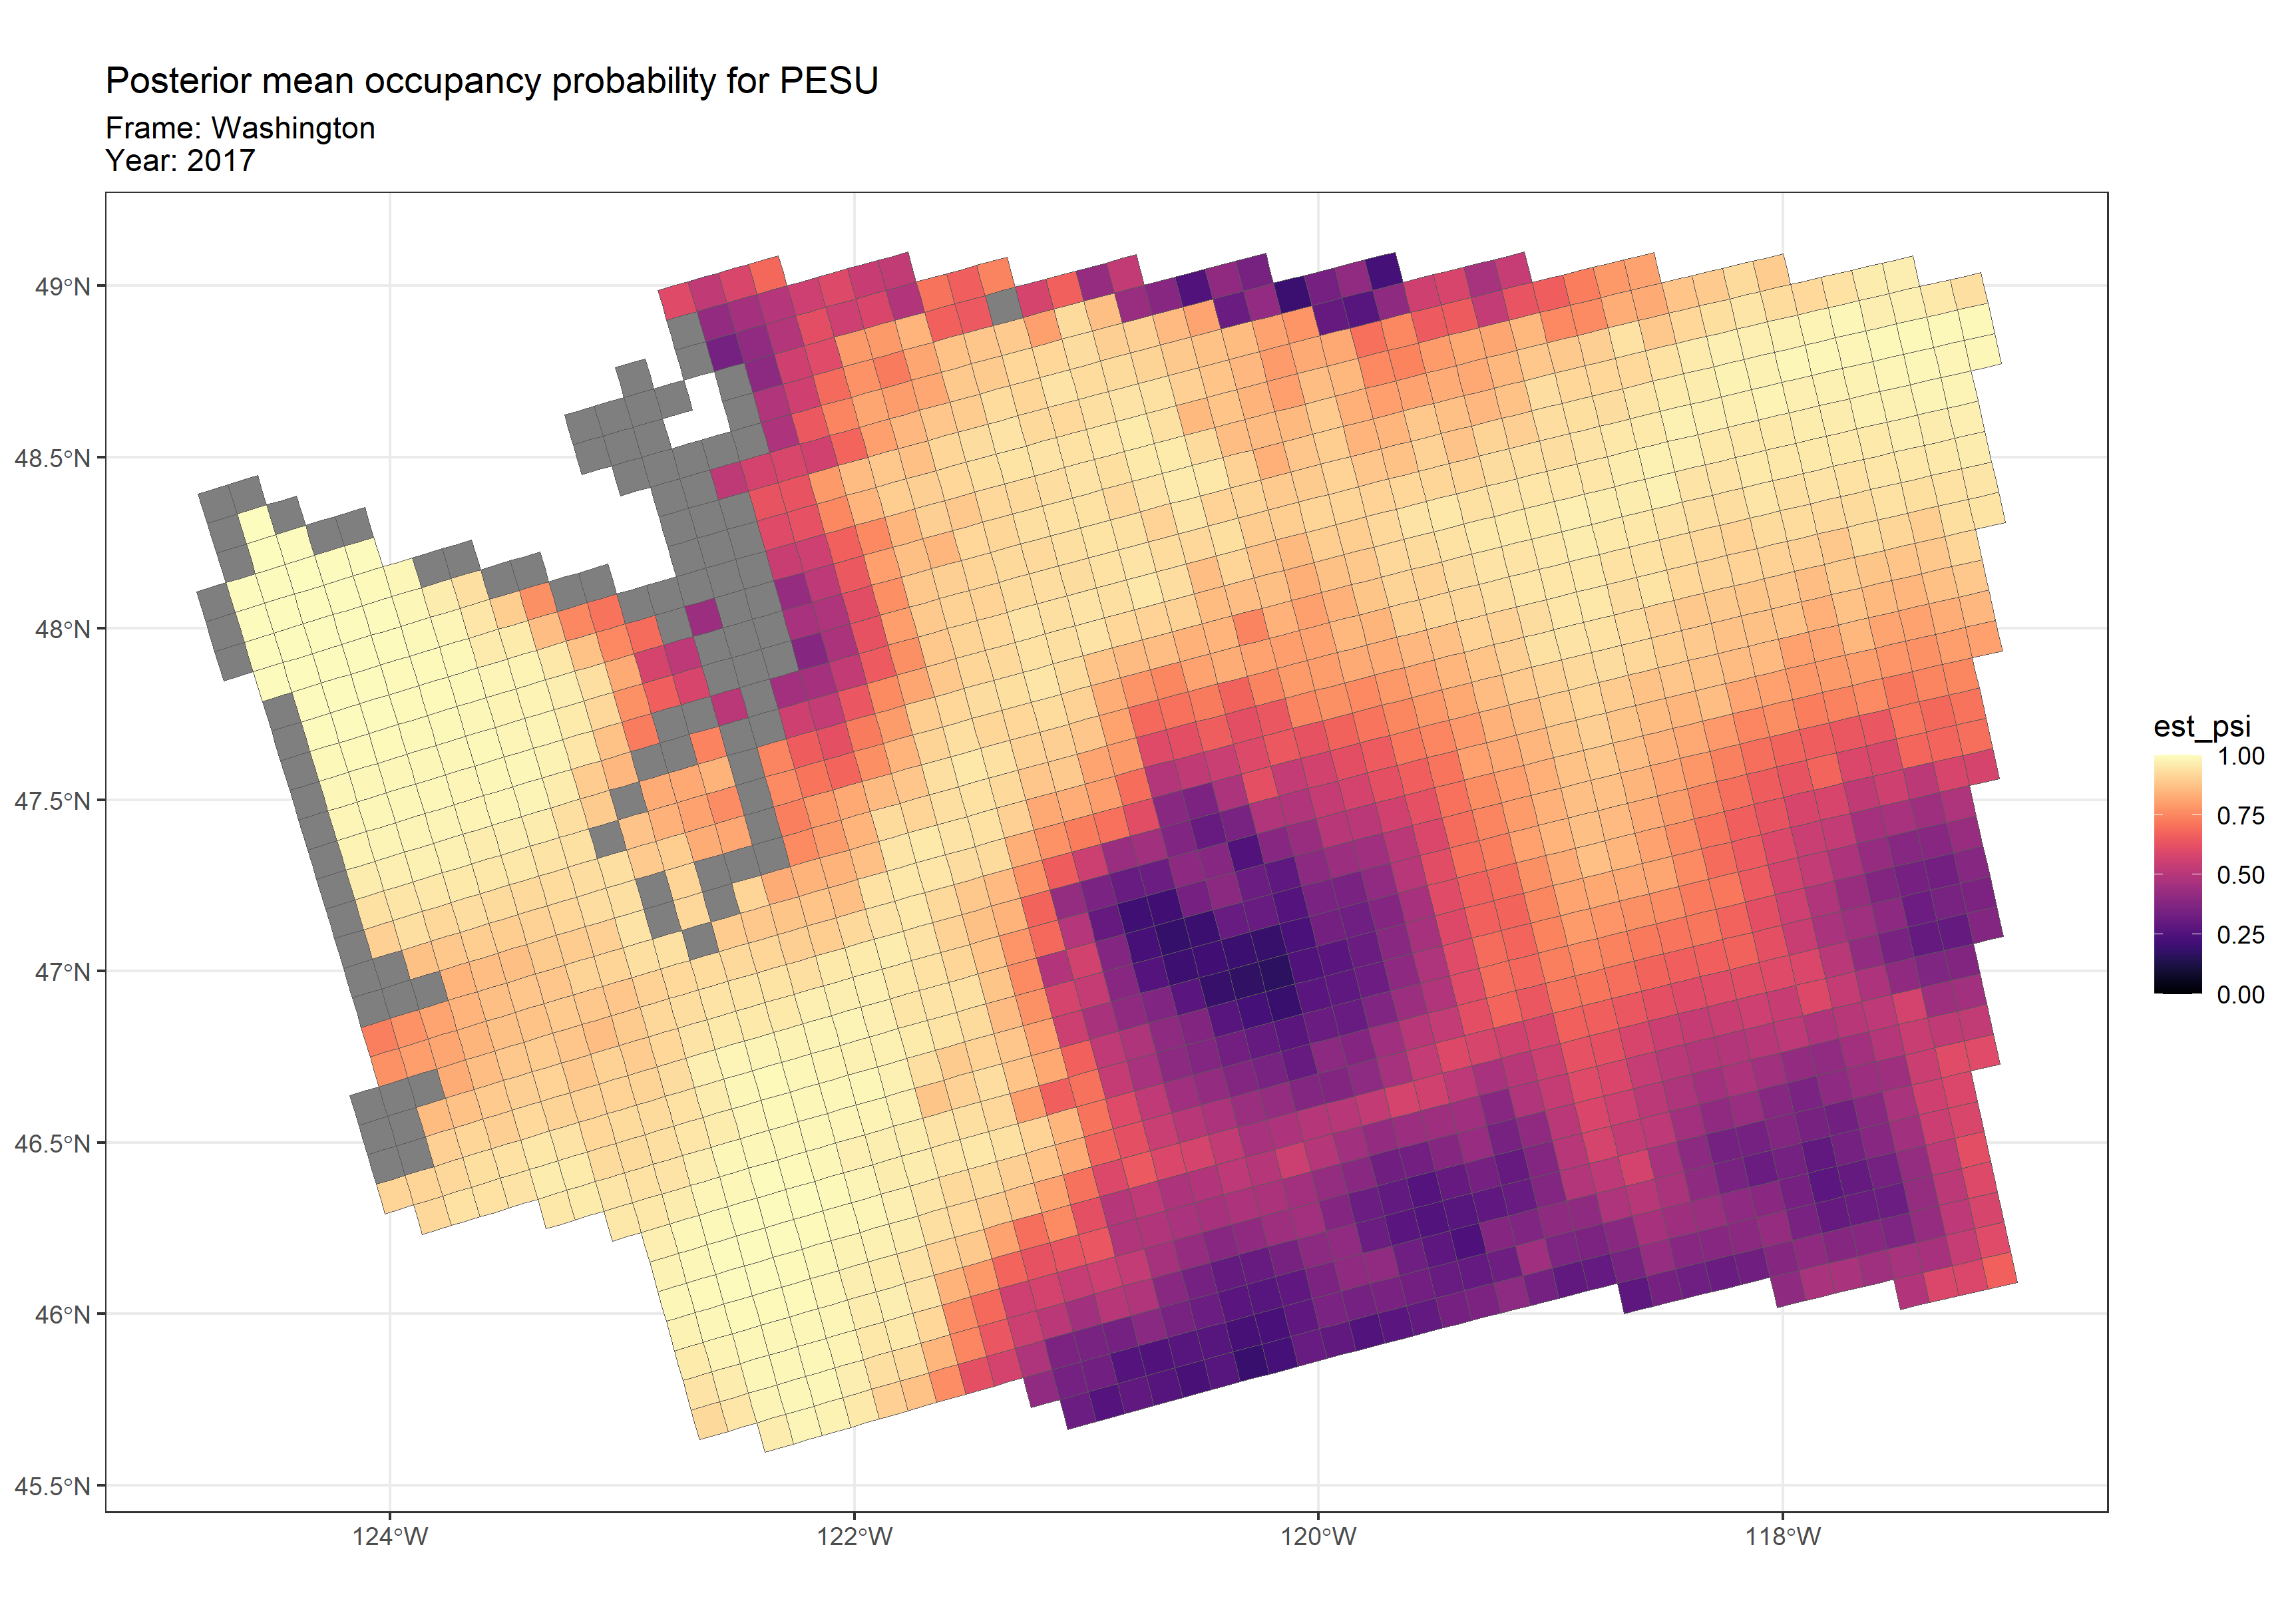 Posterior mean occupancy probability for PESU
Frame: Washington
Year: 2017
49°N
48.5°N
48°N
47.5°N
47°N
46.5°N
46°N
45.5°N
124°W
122°W
120°W
118°W
est_psi
1.00
0.75
0.50
0.25
0.00